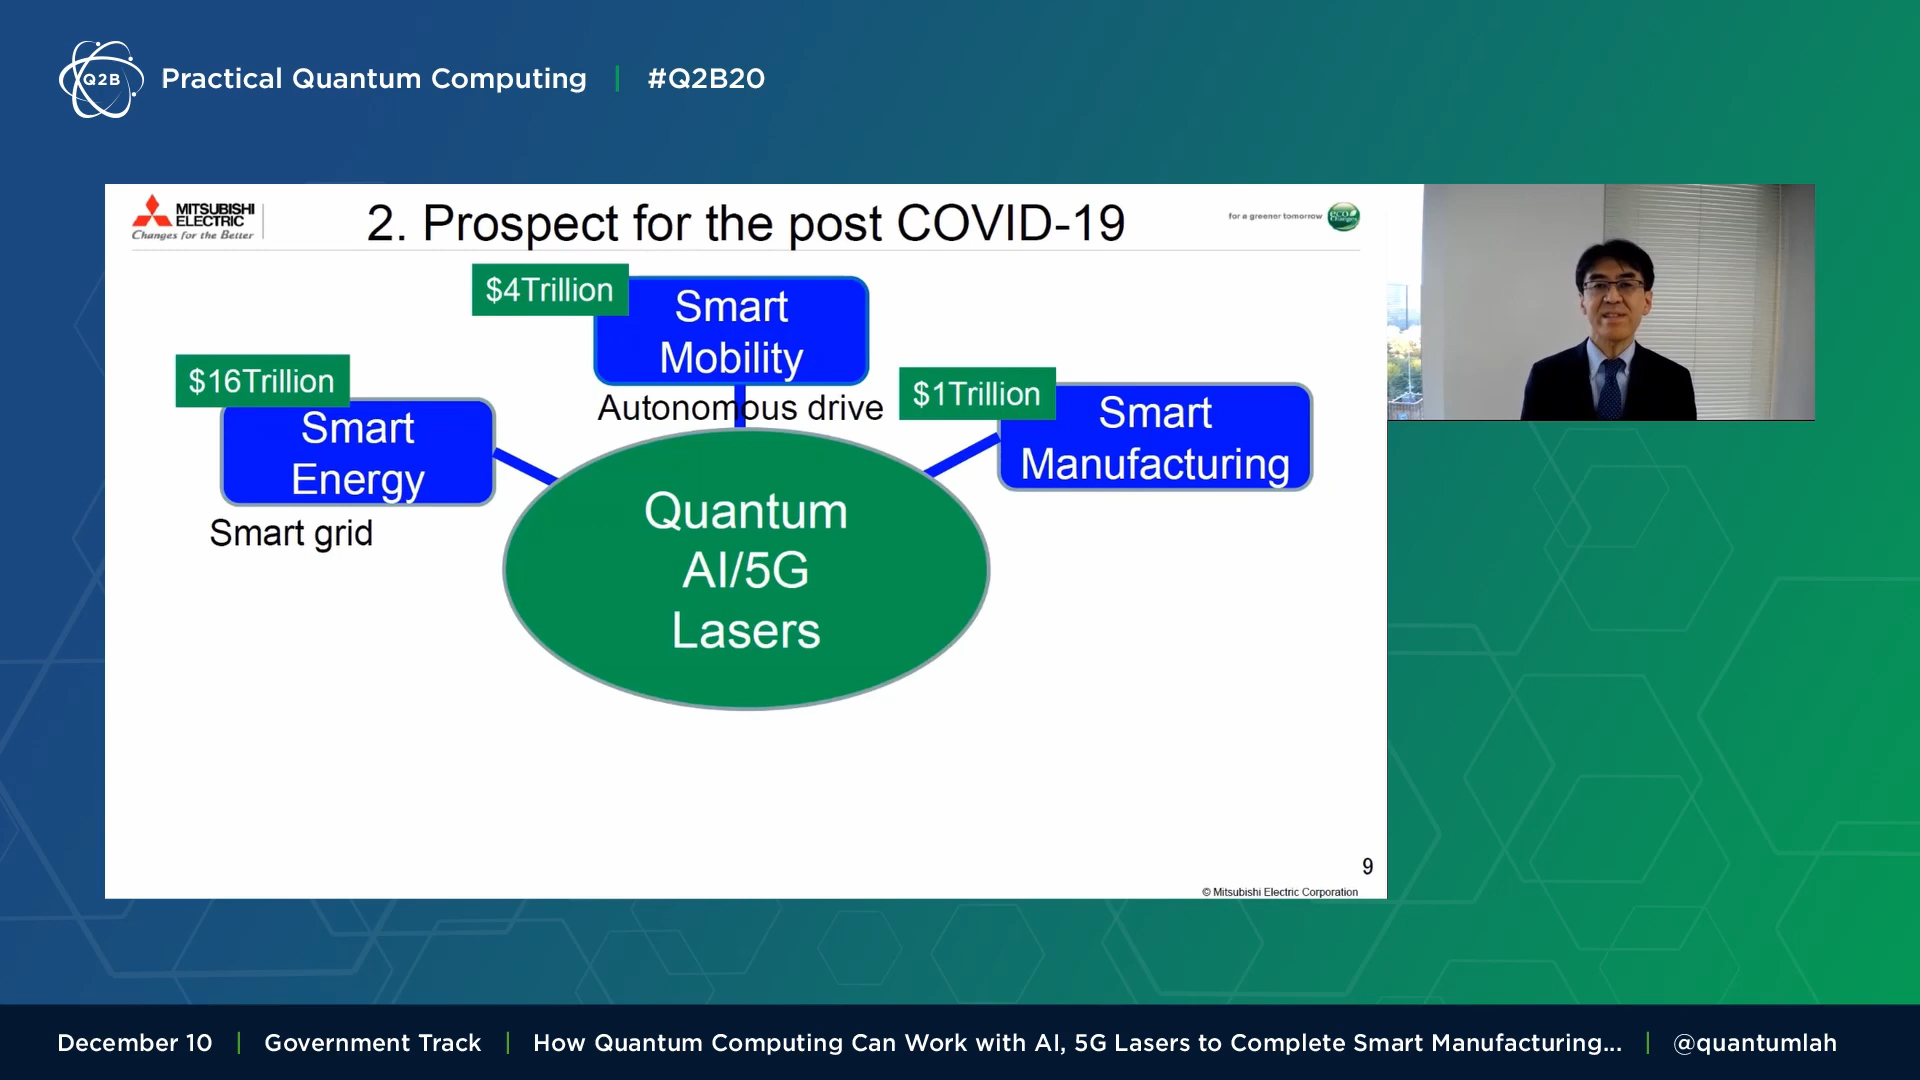 Q2B
Practical Quantum Computing | #Q2B20
MITSUBISHI
ELECTRIC
Changes for the Better
2. Prospect for the post COVID-19
for a greener tomorrow
eco
changes
$4Trillion
Smart
Mobility
Autonomous drive
$16Trillion
Smart
Energy
Smart grid
$1Trillion
Smart
Manufacturing
Quantum
AI/5G
Lasers
9
© Mitsubishi Electric Corporation
December 10 | Government Track | How Quantum Computing Can Work with AI, 5G Lasers to Complete Smart Manufacturing... | @quantumlah